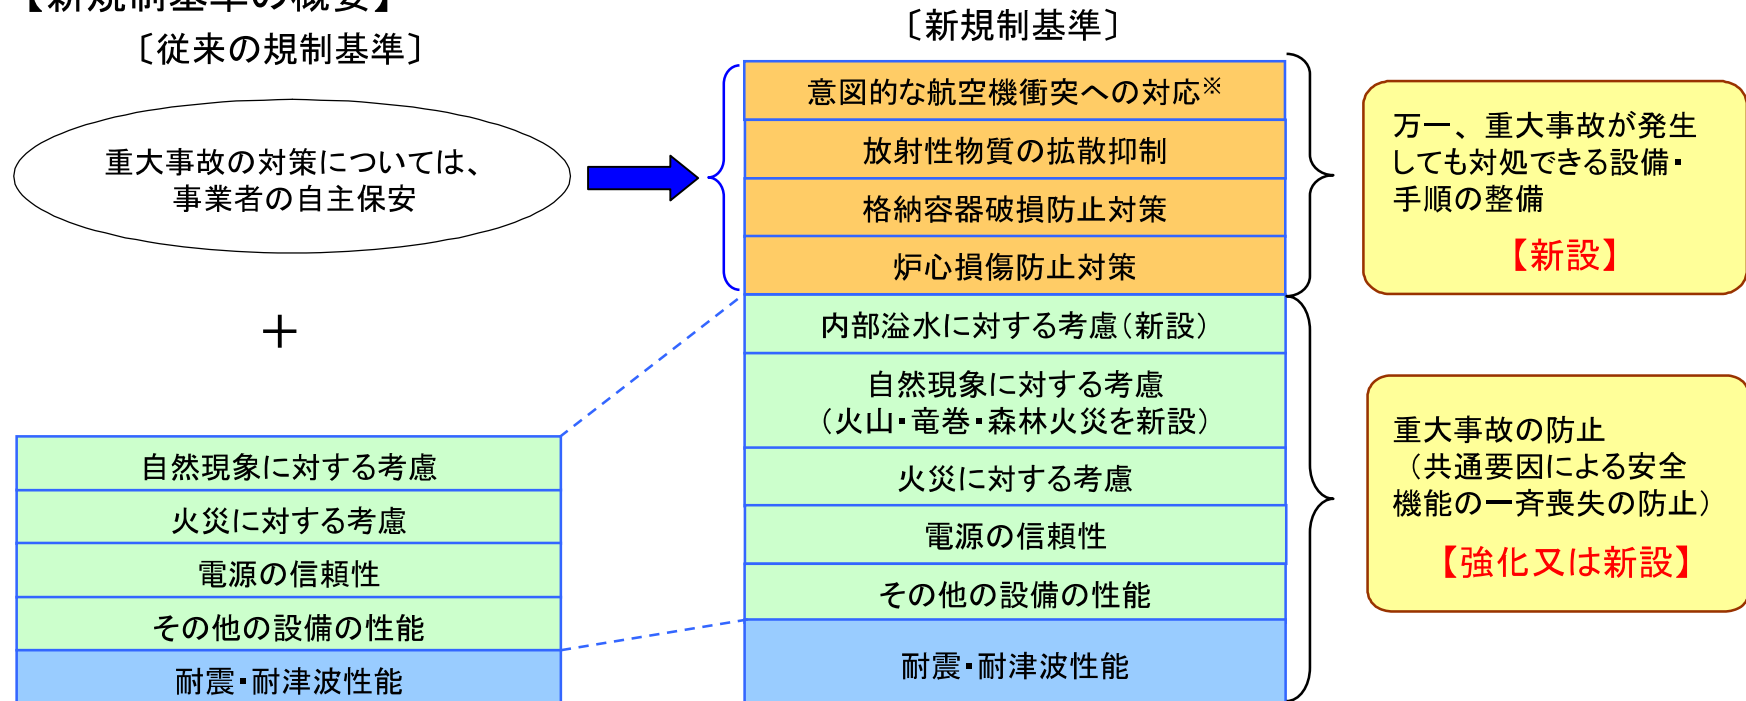 【新規制基準の概要】
〔従来の規制基準〕
重大事故の対策については、
事業者の自主保安
＋
自然現象に対する考慮
火災に対する考慮
電源の信頼性
その他の設備の性能
耐震・耐津波性能
〔新規制基準〕
意図的な航空機衝突への対応※
放射性物質の拡散抑制
格納容器破損防止対策
炉心損傷防止対策
内部溢水に対する考慮（新設）
自然現象に対する考慮
（火山・竜巻・森林火災を新設）
火災に対する考慮
電源の信頼性
その他の設備の性能
耐震・耐津波性能
万一、重大事故が発生
しても対処できる設備・
手順の整備
【新設】
重大事故の防止
（共通要因による安全
機能の一斉喪失の防止）
【強化又は新設】